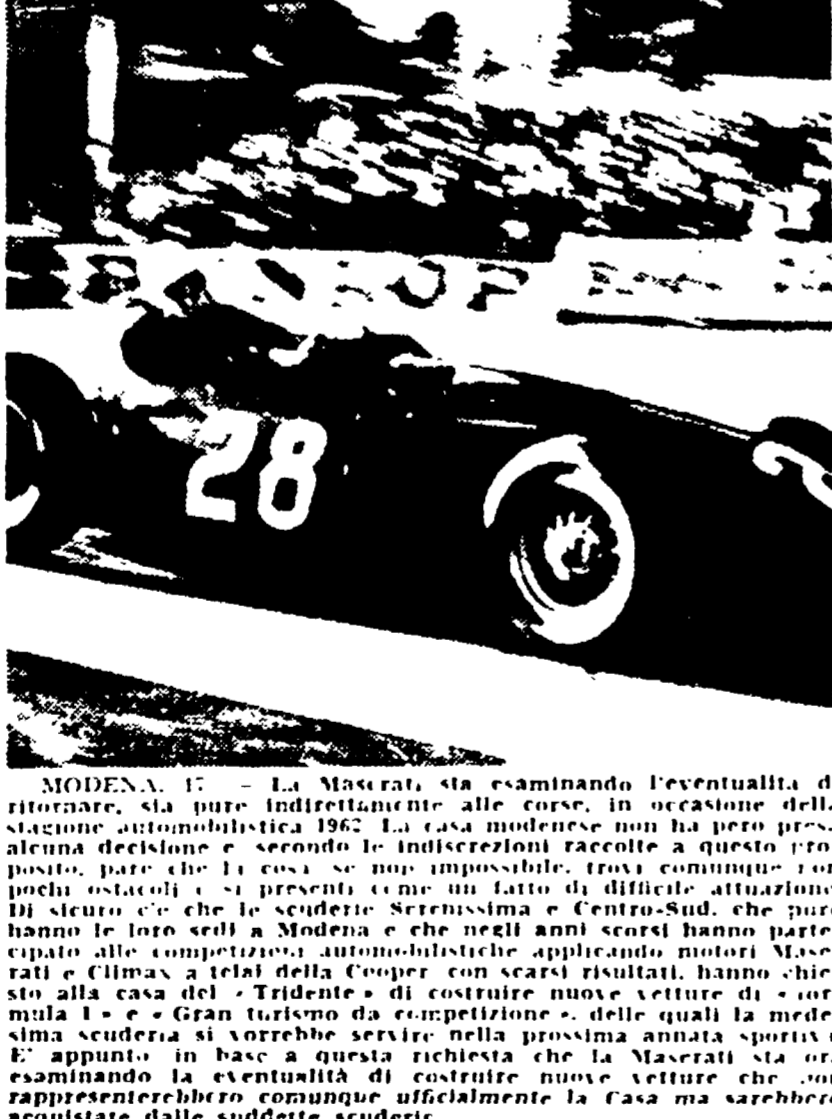 28
MODENA, 17 – La Maserati sta esaminando l'eventualità di
ritornare, sia pure indirettamente alle corse, in occasione della
stagione automobilistica 1962 La casa modenese non ha però presa
alcuna decisione e secondo le indiscrezioni raccolte a questo pro-
posito, pare che la cosa se non impossibile, trovi comunque non
pochi ostacoli e si presenti come un fatto di difficile attuazione
Di sicuro c'è che le scuderie Serenissima e Centro-Sud, che pure
hanno le loro sedi a Modena e che negli anni scorsi hanno parte-
cipato alle competizioni automobilistiche applicando motori Mase-
rati e Climax a telai della Cooper con scarsi risultati, hanno chie-
sto alla casa del «Tridente» di costruire nuove vetture di «for-
mula 1» e «Gran turismo da competizione», delle quali la mede-
sima scuderia si vorrebbe servire nella prossima annata sportiva
E' appunto in base a questa richiesta che la Maserati sta ora
esaminando la eventualità di costruire nuove vetture che non
rappresenterebbero comunque ufficialmente la Casa ma sarebbero
acquistate dalle suddette scuderie